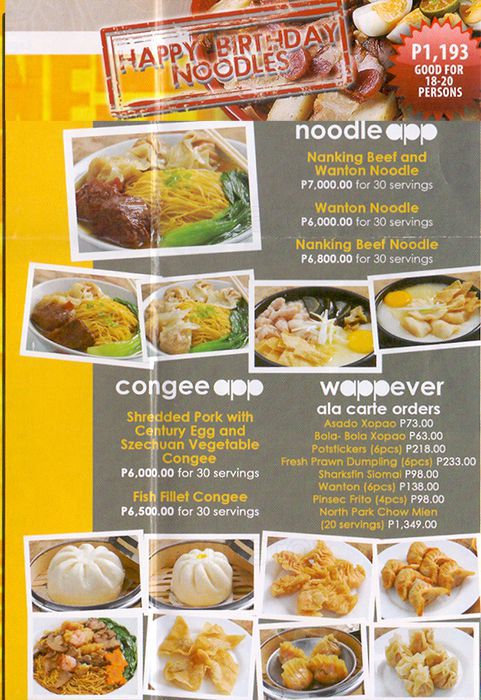 HAPPY BIRTHDAY
NOODLES
P1,193
GOOD FOR
18-20
PERSONS
noodle app
Nanking Beef and
Wanton Noodle
P7,000.00 for 30 servings
Wanton Noodle
P6,000.00 for 30 servings
Nanking Beef Noodle
P6,800.00 for 30 servings
congee app
Shredded Pork with
Century Egg and
Szechuan Vegetable
Congee
P6,000.00 for 30 servings
Fish Fillet Congee
P6,500.00 for 30 servings
wappever
ala carte orders
Asado Xopao P73.00
Bola- Bola Xopao P63.00
Potstickers (6pcs) P218.00
Fresh Prawn Dumpling (6pcs) P233.00
Sharksfin Siomai P98.00
Wanton (6pcs) P138.00
Pinsec Frito (4pcs) P98.00
North Park Chow Mien
(20 servings) P1,349.00